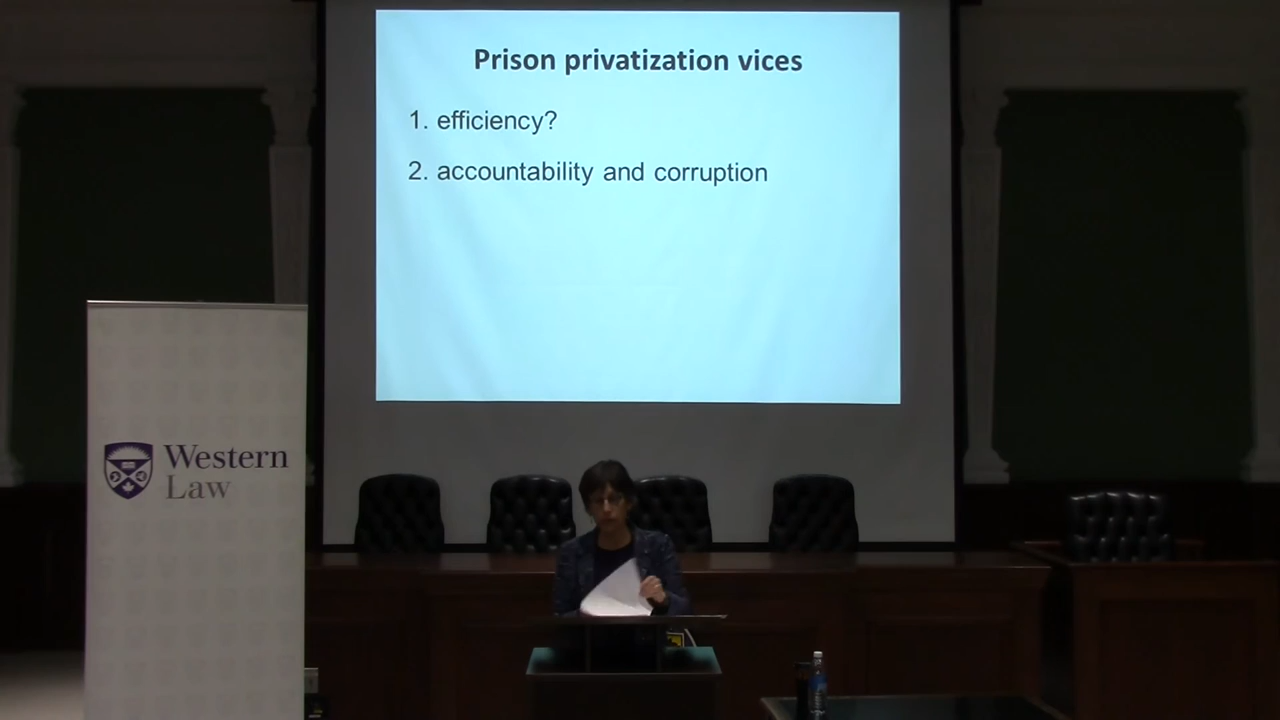 Prison privatization vices
1. efficiency?
2. accountability and corruption
Western
Law